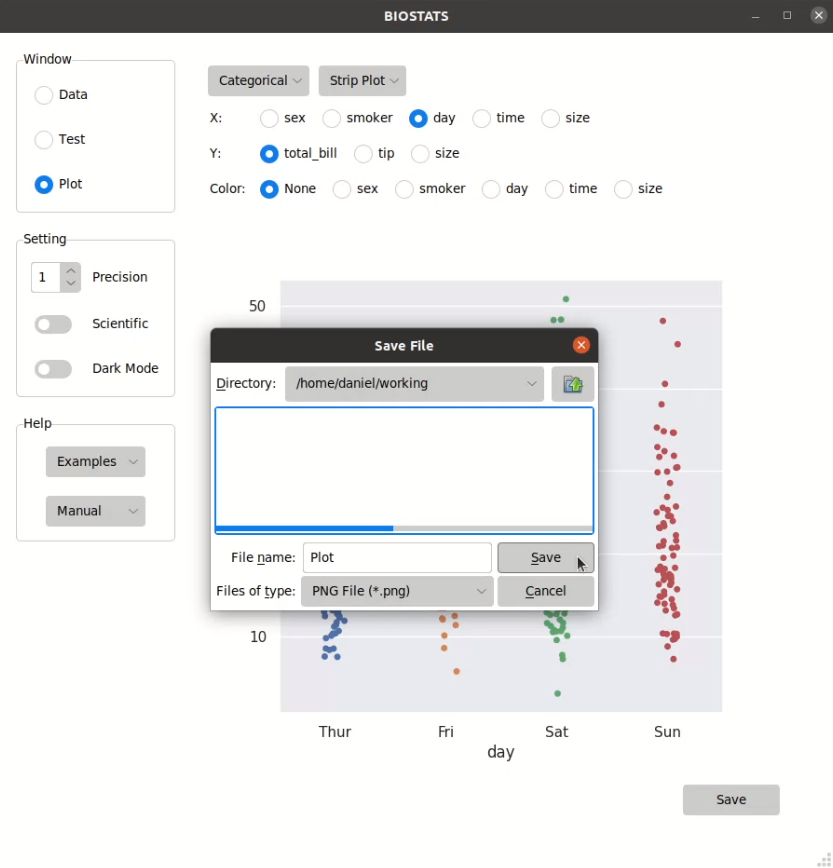 BIOSTATS
Window
Data
Test
Plot
Setting
1 Precision
Scientific
Dark Mode
Help
Examples
Manual
Categorical Strip Plot
X: sex smoker day time size
Y: total_bill tip size
Color: None sex smoker day time size
50
10
Thur Fri Sat Sun
day
Save File
Directory: /home/daniel/working
File name: Plot Save
Files of type: PNG File (*.png) Cancel
Save